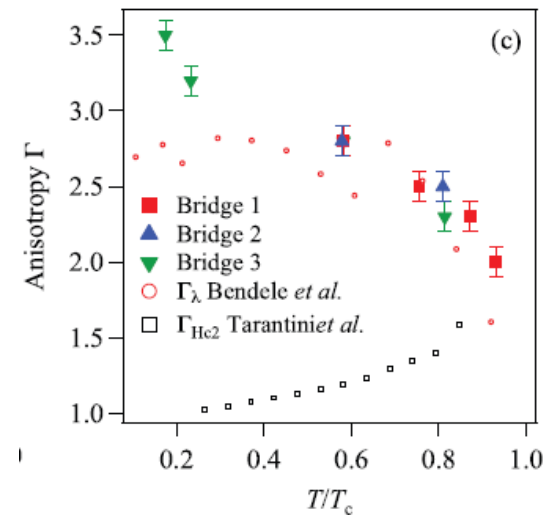 (c)
3.5
3.0
2.5
2.0
1.5
1.0
Anisotropy Γ
Bridge 1
Bridge 2
Bridge 3
Γλ Bendele et al.
ΓHc2 Tarantiniet al.
0.2 0.4 0.6 0.8 1.0
T/Tc